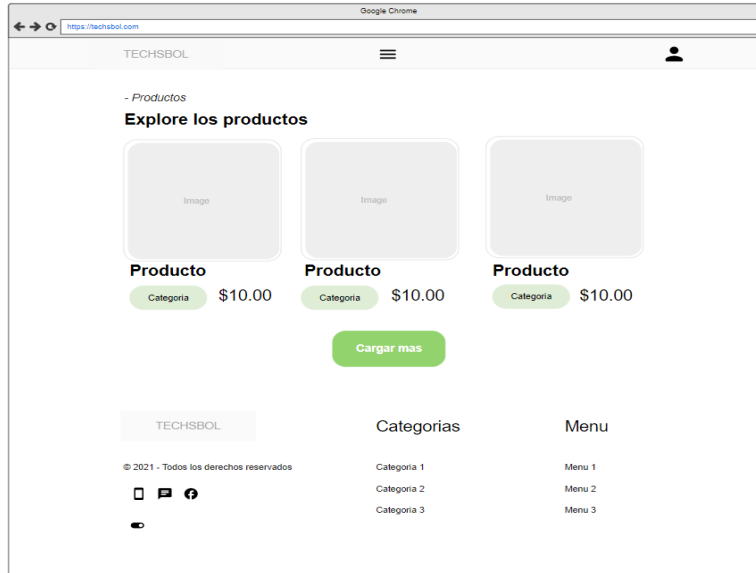 Google Chrome
https://techsbol.com
TECHSBOL
- Productos
Explore los productos
Image Image Image
Producto Producto Producto
Categoria $10.00 Categoria $10.00 Categoria $10.00
Cargar mas
TECHSBOL Categorias Menu
© 2021 - Todos los derechos reservados Categoria 1 Menu 1
Categoria 2 Menu 2
Categoria 3 Menu 3